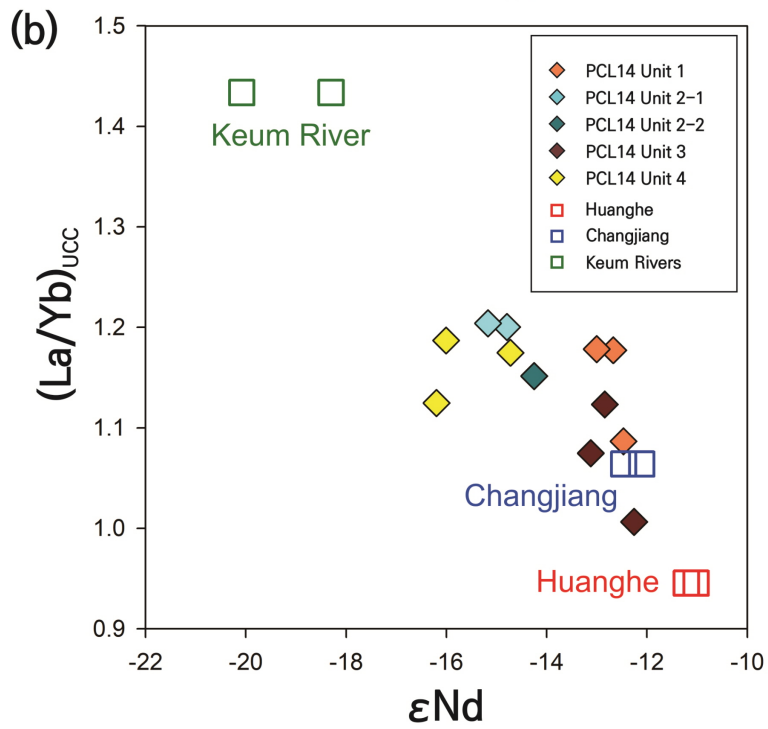 (b)
1.5
1.4
1.3
1.2
1.1
1.0
0.9
(La/Yb)UCC
PCL14 Unit 1
PCL14 Unit 2-1
PCL14 Unit 2-2
PCL14 Unit 3
PCL14 Unit 4
Huanghe
Changjiang
Keum Rivers
Keum River
Changjiang
Huanghe
-22 -20 -18 -16 -14 -12 -10
εNd